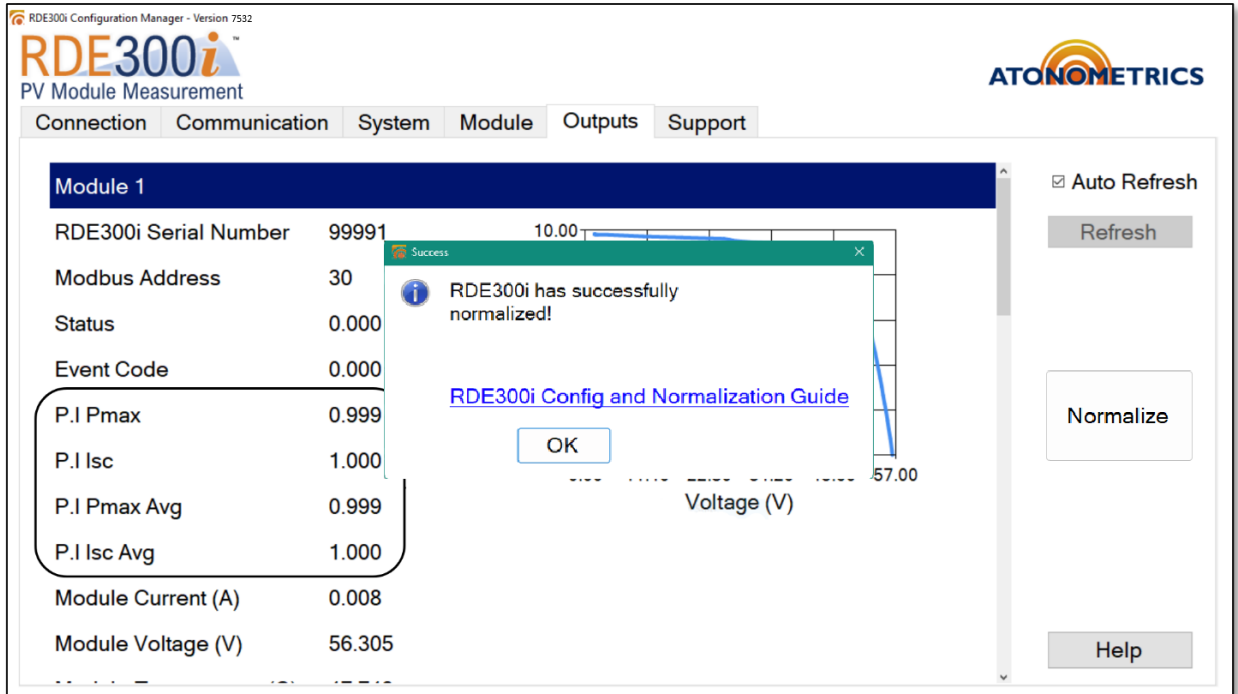 RDE300i Configuration Manager - Version 7532
RDE300i™
PV Module Measurement
ATONOMETRICS
Connection Communication System Module Outputs Support
Module 1
Auto Refresh
Refresh
RDE300i Serial Number 99991
10.00
Success
Modbus Address 30
RDE300i has successfully
normalized!
Status 0.000
Event Code 0.000
RDE300i Config and Normalization Guide
P.I Pmax 0.999
Normalize
OK
P.I Isc 1.000
57.00
P.I Pmax Avg 0.999
Voltage (V)
P.I Isc Avg 1.000
Module Current (A) 0.008
Module Voltage (V) 56.305
Help